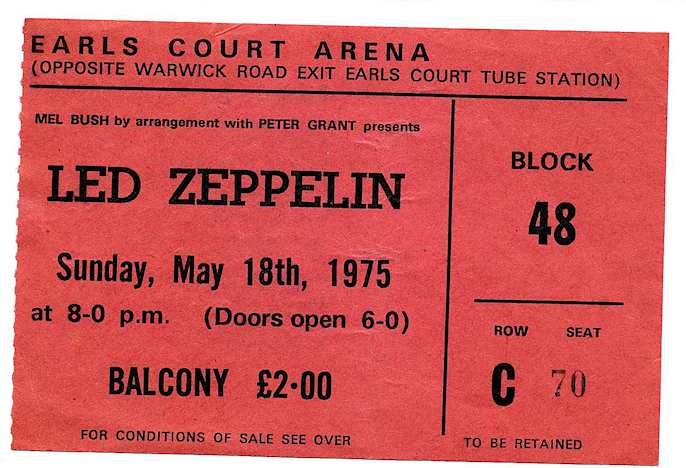 EARLS COURT ARENA
(OPPOSITE WARWICK ROAD EXIT EARLS COURT TUBE STATION)
MEL BUSH by arrangement with PETER GRANT presents
LED ZEPPELIN
Sunday, May 18th, 1975
at 8-0 p.m. (Doors open 6-0)
BALCONY £2·00
FOR CONDITIONS OF SALE SEE OVER
BLOCK
48
ROW SEAT
C 70
TO BE RETAINED